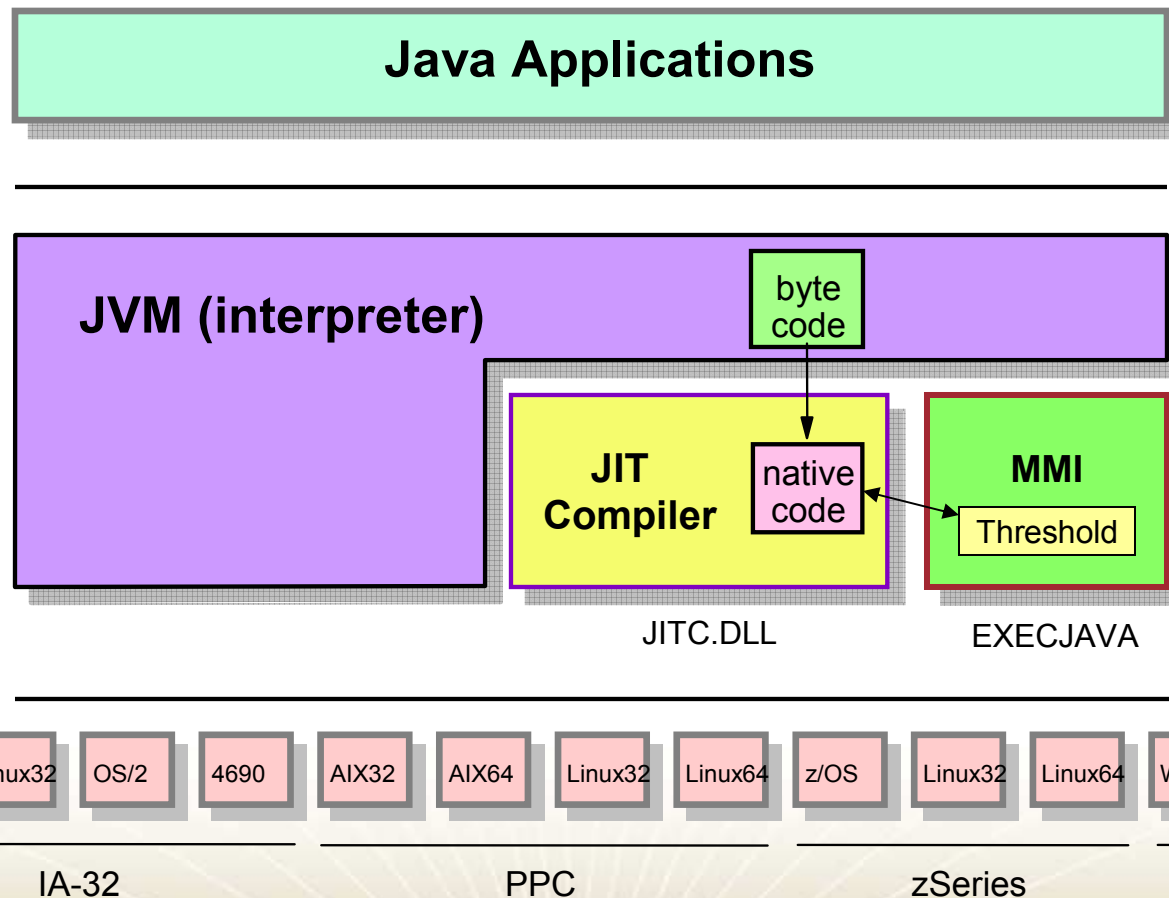 Java Applications
JVM (interpreter)
byte
code
JIT
Compiler
native
code
MMI
Threshold
JITC.DLL
EXECJAVA
nux32
OS/2
4690
AIX32
AIX64
Linux32
Linux64
z/OS
Linux32
Linux64
IA-32
PPC
zSeries